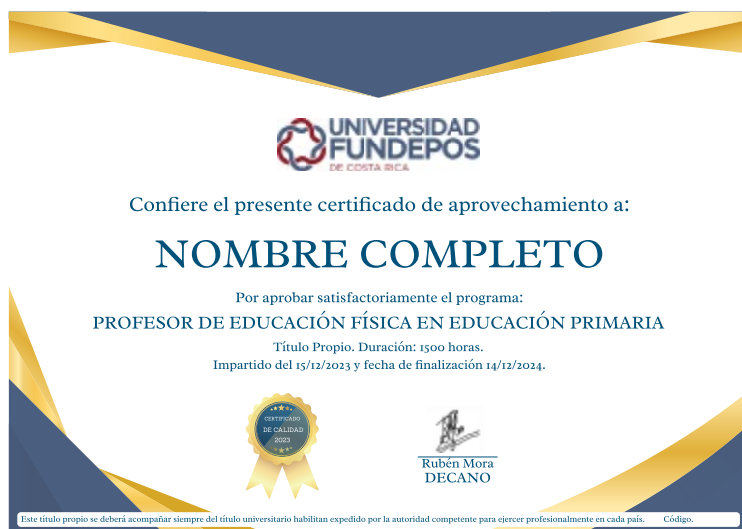 UNIVERSIDAD
FUNDEPOS
DE COSTA RICA
Confiere el presente certificado de aprovechamiento a:
NOMBRE COMPLETO
Por aprobar satisfactoriamente el programa:
PROFESOR DE EDUCACIÓN FÍSICA EN EDUCACIÓN PRIMARIA
Título Propio. Duración: 1500 horas.
Impartido del 15/12/2023 y fecha de finalización 14/12/2024.
CERTIFICADO
DE CALIDAD
2023
Rubén Mora
DECANO
Este título propio se deberá acompañar siempre del título universitario habilitan expedido por la autoridad competente para ejercer profesionalmente en cada país. Código.